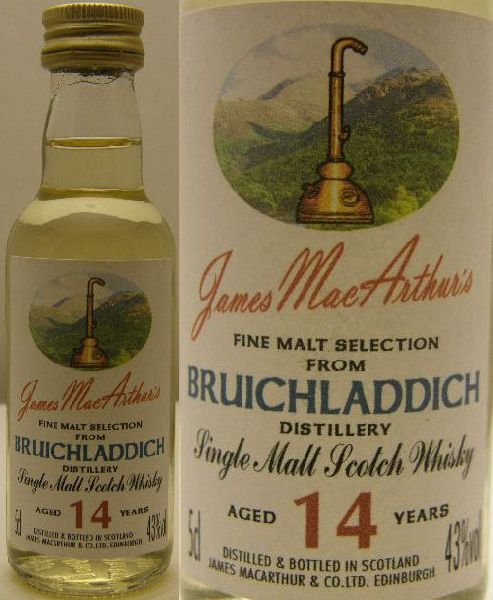 James MacArthur's
FINE MALT SELECTION
FROM
BRUICHLADDICH
DISTILLERY
Single Malt Scotch Whisky
AGED 14 YEARS
5cl 43%vol
DISTILLED & BOTTLED IN SCOTLAND
JAMES MACARTHUR & CO.LTD. EDINBURGH
James MacArthur's
FINE MALT SELECTION
FROM
BRUICHLADDICH
DISTILLERY
Single Malt Scotch Whisky
AGED 14 YEARS
5cl 43%vol
DISTILLED & BOTTLED IN SCOTLAND
JAMES MACARTHUR & CO.LTD. EDINBURGH